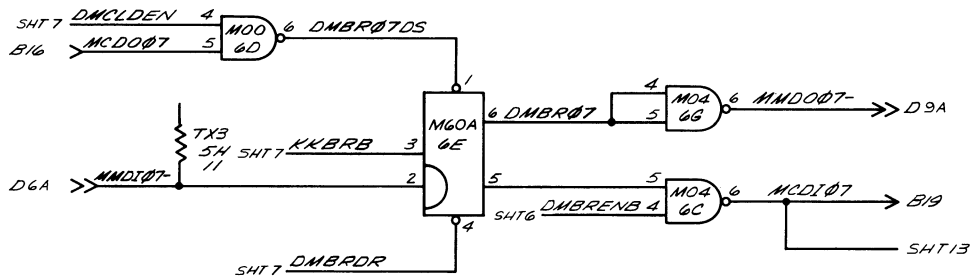 SHT 7 DMCLDEN 4
B16 MCDOØ7 5
M00
6D
6 DMBRØ7DS
1
TX3
5H
11
SHT 7 KKBRB 3
D6A MMDIØ7- 2
M60A
6E
6 DMBRØ7
5
4
SHT 7 DMBRDR
4
5
M04
6G
6 MMDOØ7-
D9A
5
SHT6 DMBRENB 4
M04
6C
6 MCDIØ7
B19
SHT13